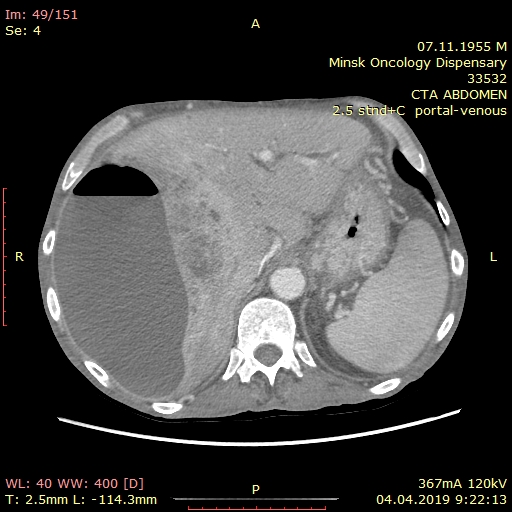 Im: 49/151
Se: 4
A
07.11.1955 M
Minsk Oncology Dispensary
33532
CTA ABDOMEN
2.5 stnd+C portal-venous
R
L
WL: 40 WW: 400 [D]
T: 2.5mm L: -114.3mm
P
367mA 120kV
04.04.2019 9:22:13